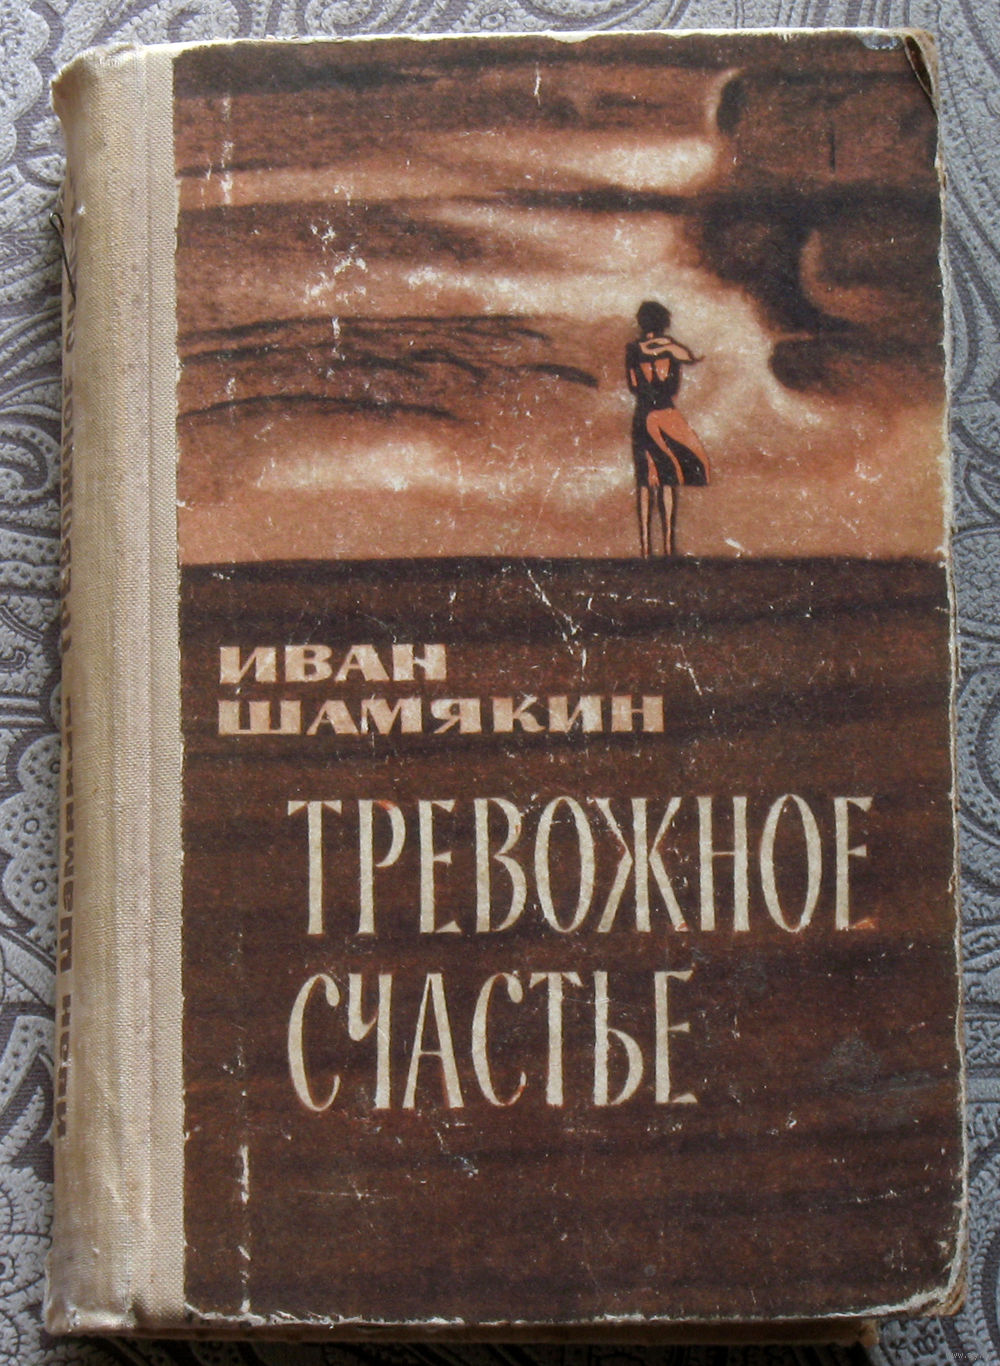 ИВАН
ШАМЯКИН
ТРЕВОЖНОЕ
СЧАСТЬЕ
Иван Шамякин